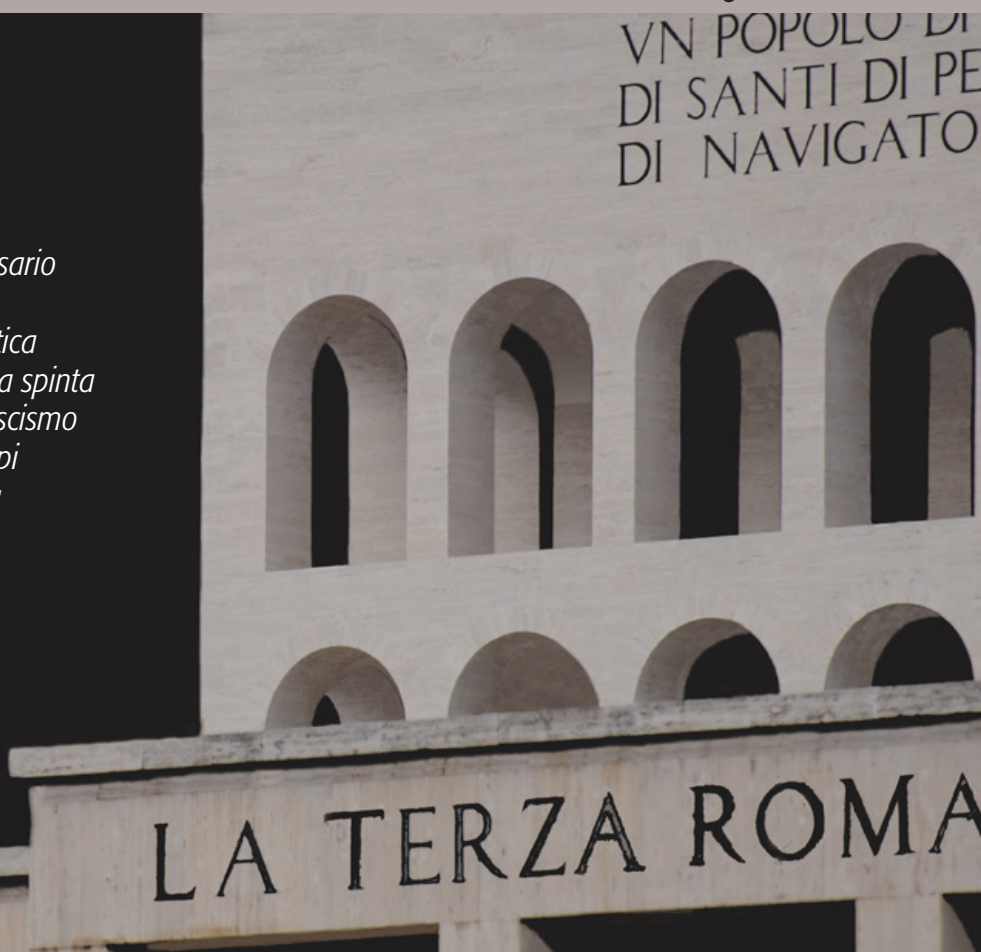 VN POPOLO DI
DI SANTI DI PE
DI NAVIGATO
sario
tica
a spinta
scismo
pi
LA TERZA ROMA